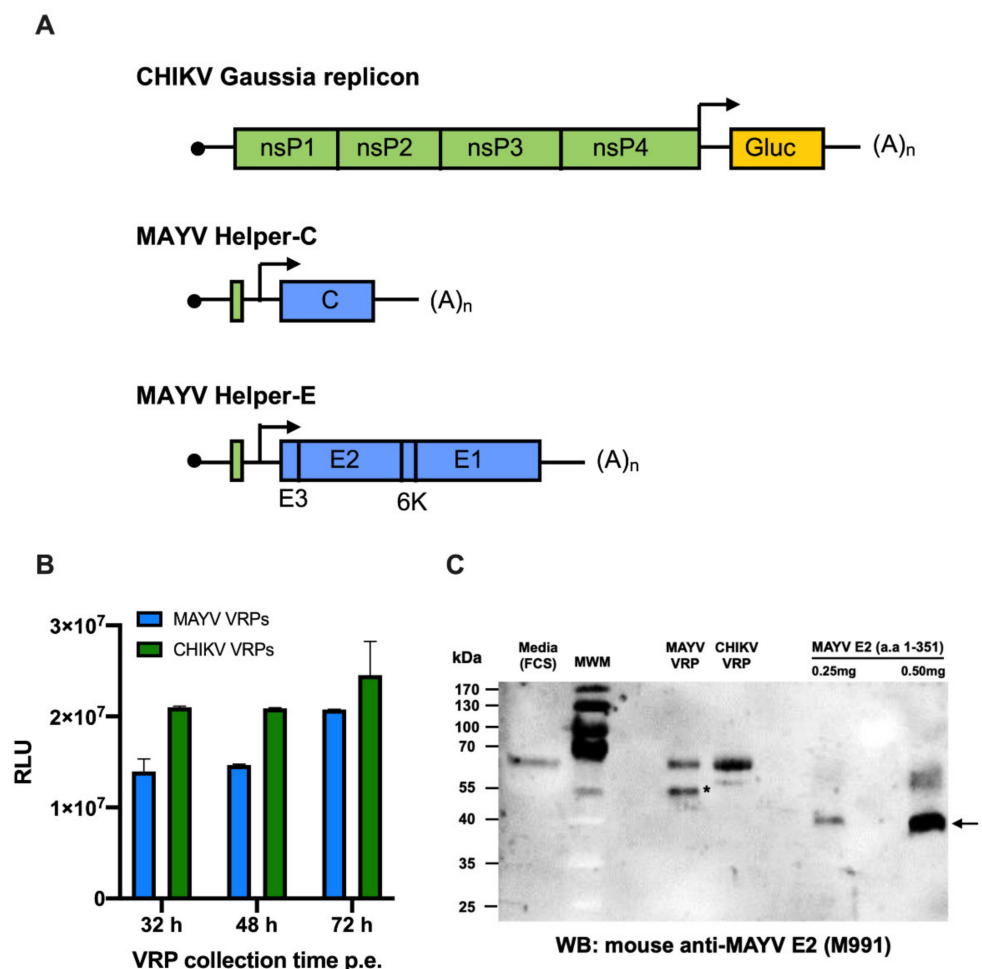 A
CHIKV Gaussia replicon
nsP1 nsP2 nsP3 nsP4 Gluc (A)n
MAYV Helper-C
C (A)n
MAYV Helper-E
E2 E1 (A)n
E3 6K
B
3×10⁷
2×10⁷
1×10⁷
0
RLU
MAYV VRPs
CHIKV VRPs
32 h 48 h 72 h
VRP collection time p.e.
C
kDa
Media
(FCS)
MWM
MAYV
VRP
CHIKV
VRP
MAYV E2 (a.a 1-351)
0.25mg 0.50mg
170
130
100
70
55
40
35
25
*
WB: mouse anti-MAYV E2 (M991)